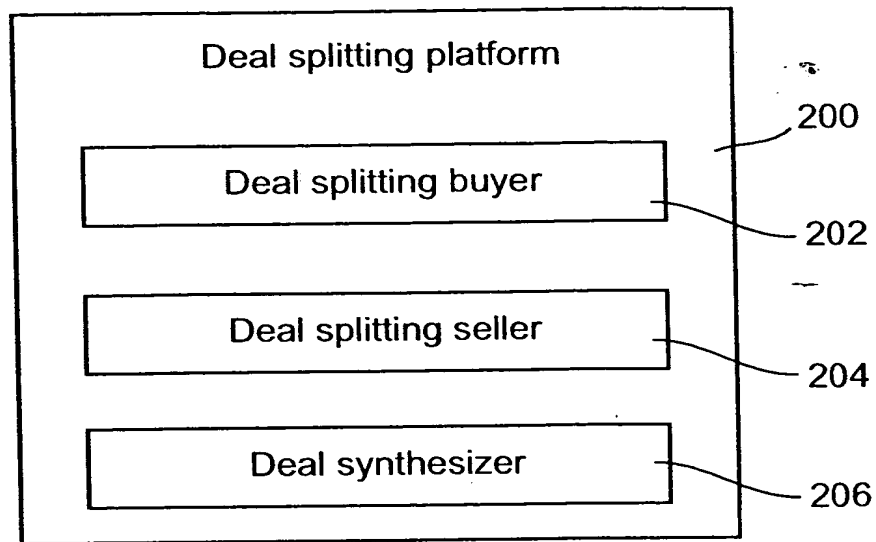 Deal splitting platform
200
Deal splitting buyer
202
Deal splitting seller
204
Deal synthesizer
206